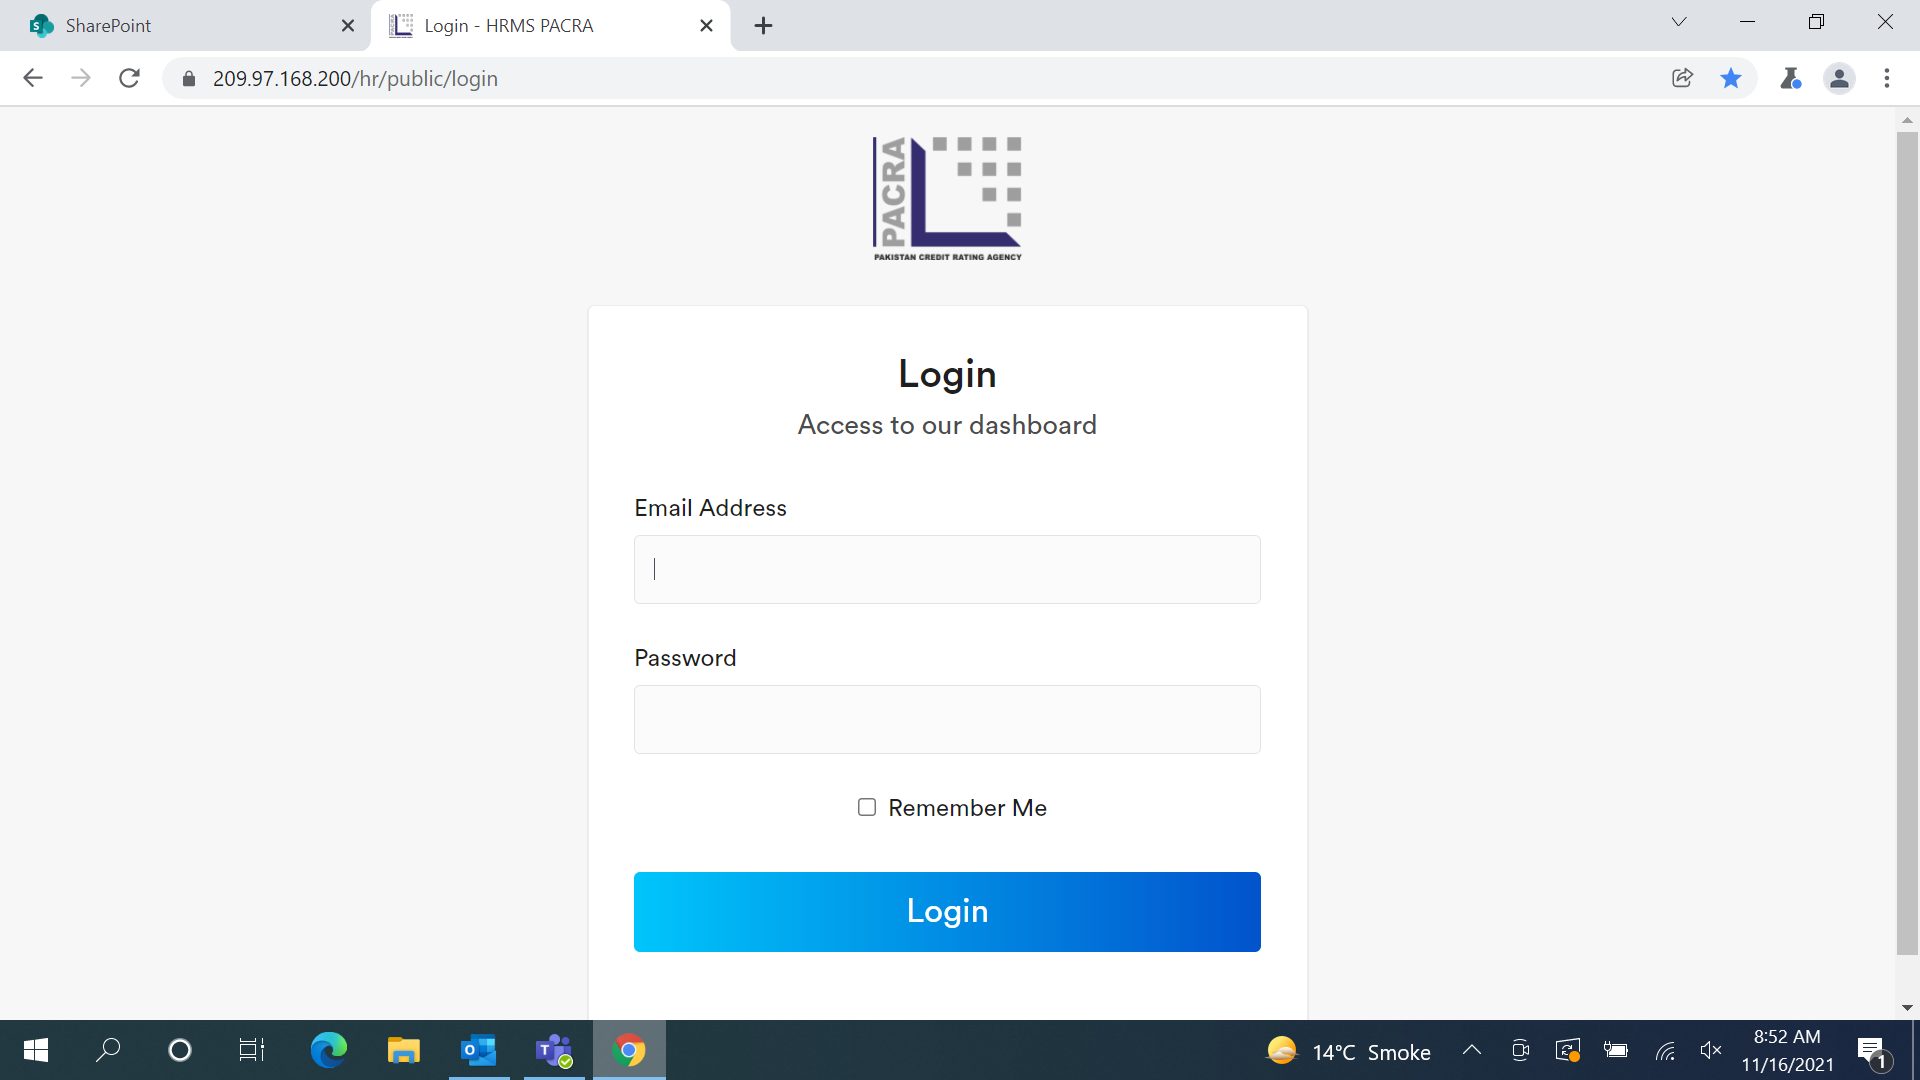 SharePoint
Login - HRMS PACRA
209.97.168.200/hr/public/login
PACRA
PAKISTAN CREDIT RATING AGENCY
Login
Access to our dashboard
Email Address
Password
Remember Me
Login
14°C Smoke
8:52 AM
11/16/2021
1